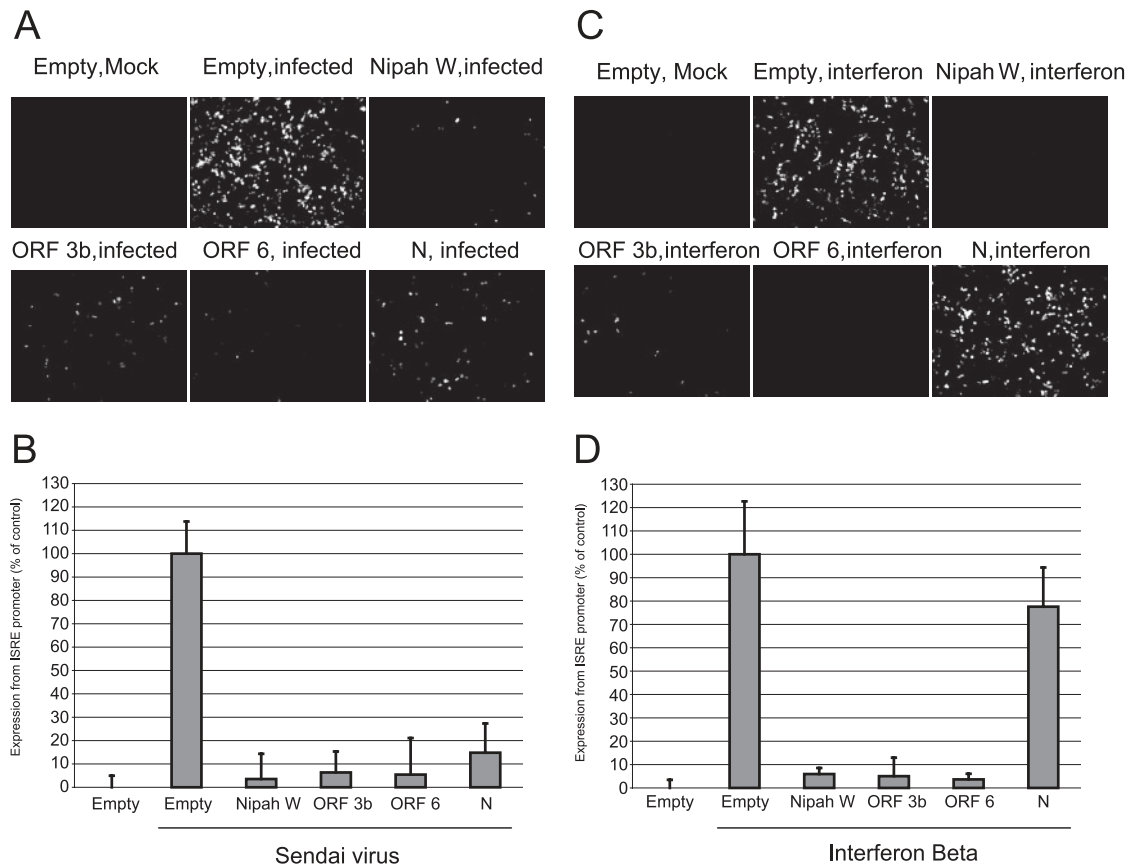 A
Empty,Mock Empty,infected Nipah W,infected
ORF 3b,infected ORF 6, infected N, infected
C
Empty, Mock Empty, interferon Nipah W, interferon
ORF 3b,interferon ORF 6,interferon N,interferon
B
Expression from ISRE promoter (% of control)
130
120
110
100
90
80
70
60
50
40
30
20
10
0
Empty Empty Nipah W ORF 3b ORF 6 N
Sendai virus
D
Expression from ISRE promoter (% of control)
130
120
110
100
90
80
70
60
50
40
30
20
10
0
Empty Empty Nipah W ORF 3b ORF 6 N
Interferon Beta